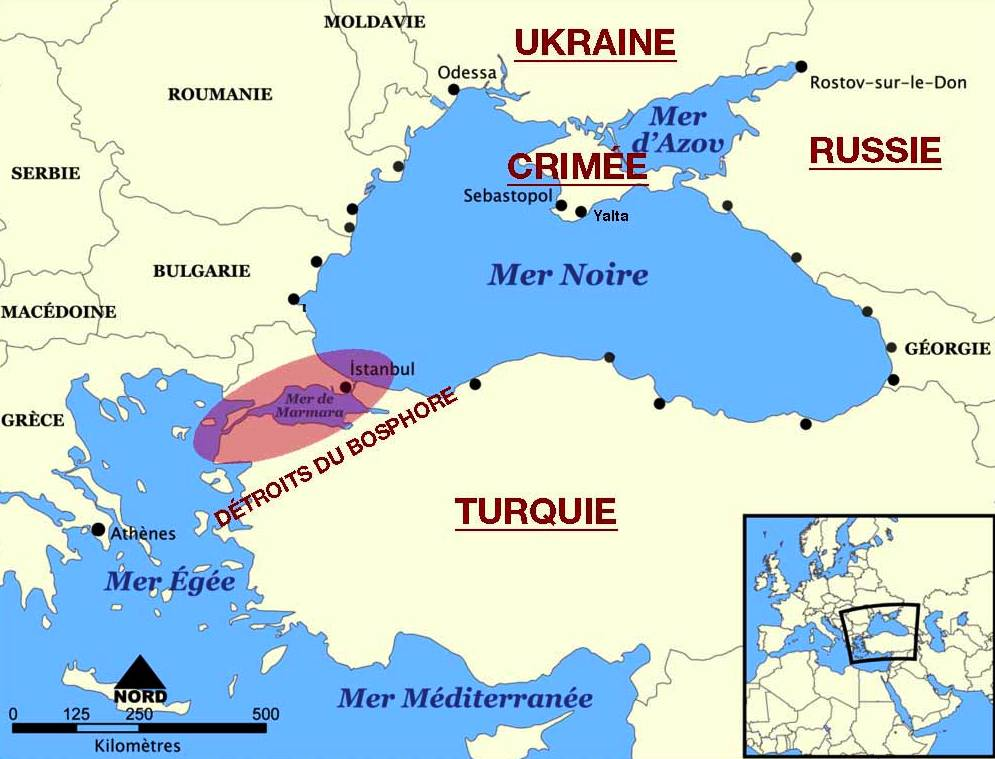 MOLDAVIE
UKRAINE
Odessa
Rostov-sur-le-Don
ROUMANIE
Mer
d'Azov
RUSSIE
CRIMÉE
SERBIE
Sebastopol
Yalta
BULGARIE
Mer Noire
MACÉDOINE
GÉORGIE
İstanbul
Mer de
Marmara
GRÈCE
DÉTROITS DU BOSPHORE
TURQUIE
Athènes
Mer Égée
NORD
Mer Méditerranée
0 125 250 500
Kilomètres